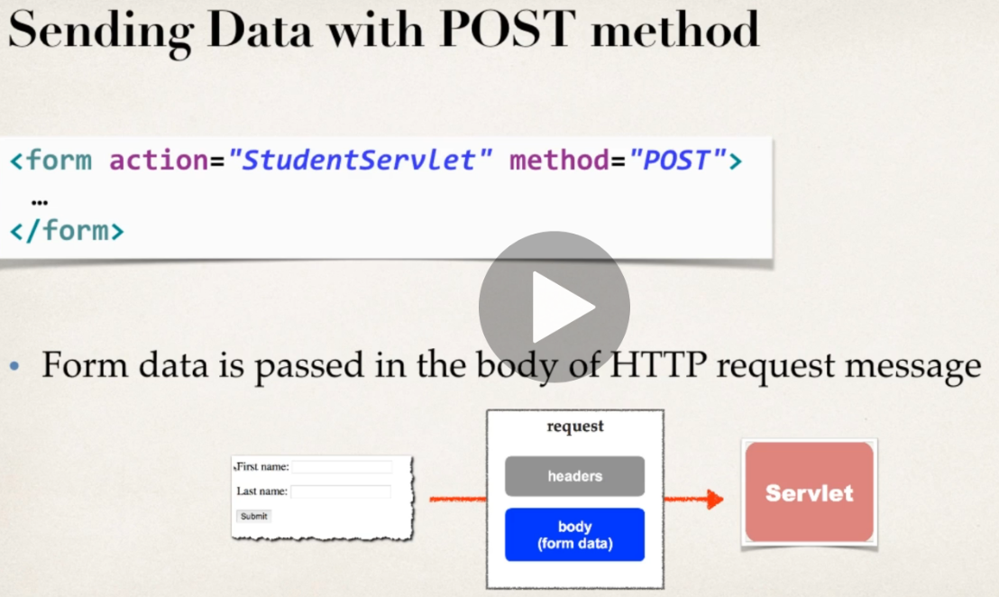 Sending Data with POST method
<form action="StudentServlet" method="POST">
…
</form>
• Form data is passed in the body of HTTP request message
First name:
Last name:
Submit
request
headers
body
(form data)
Servlet